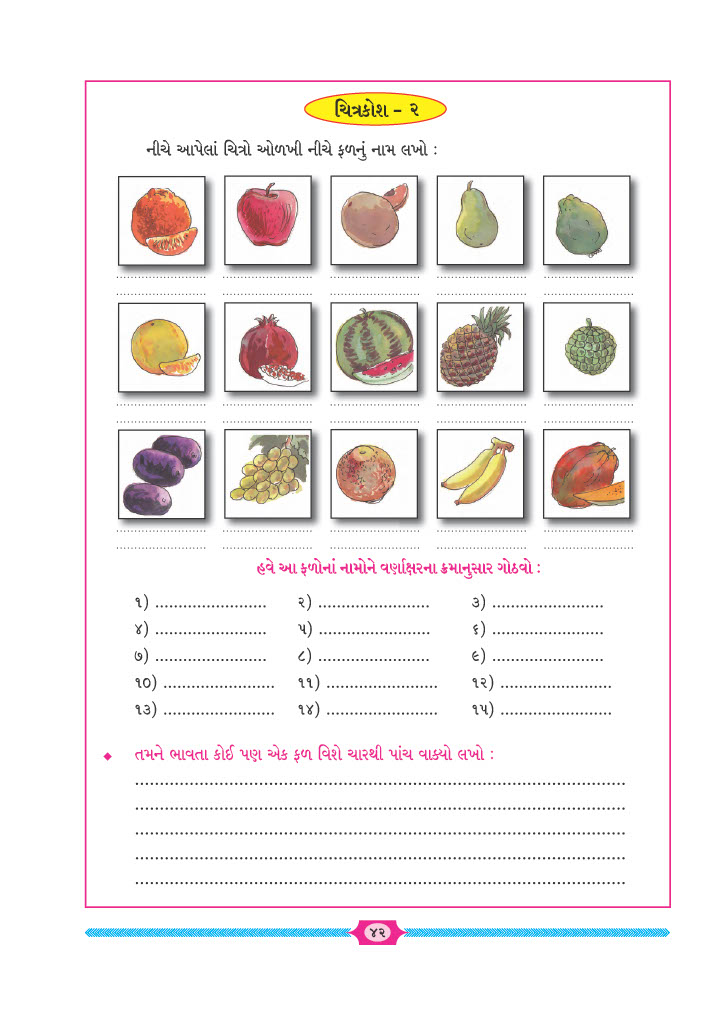 ચિત્રકોશ - ૨
નીચે આપેલાં ચિત્રો ઓળખી નીચે ફળનું નામ લખો :
હવે આ ફળોનાં નામોને વર્ણાક્ષરના ક્રમાનુસાર ગોઠવો :
૧) ........................ ૨) ........................ ૩) ........................
૪) ........................ ૫) ........................ ૬) ........................
૭) ........................ ૮) ........................ ૯) ........................
૧૦) ........................ ૧૧) ........................ ૧૨) ........................
૧૩) ........................ ૧૪) ........................ ૧૫) ........................
◆ તમને ભાવતા કોઈ પણ એક ફળ વિશે ચારથી પાંચ વાક્યો લખો :
૪૨